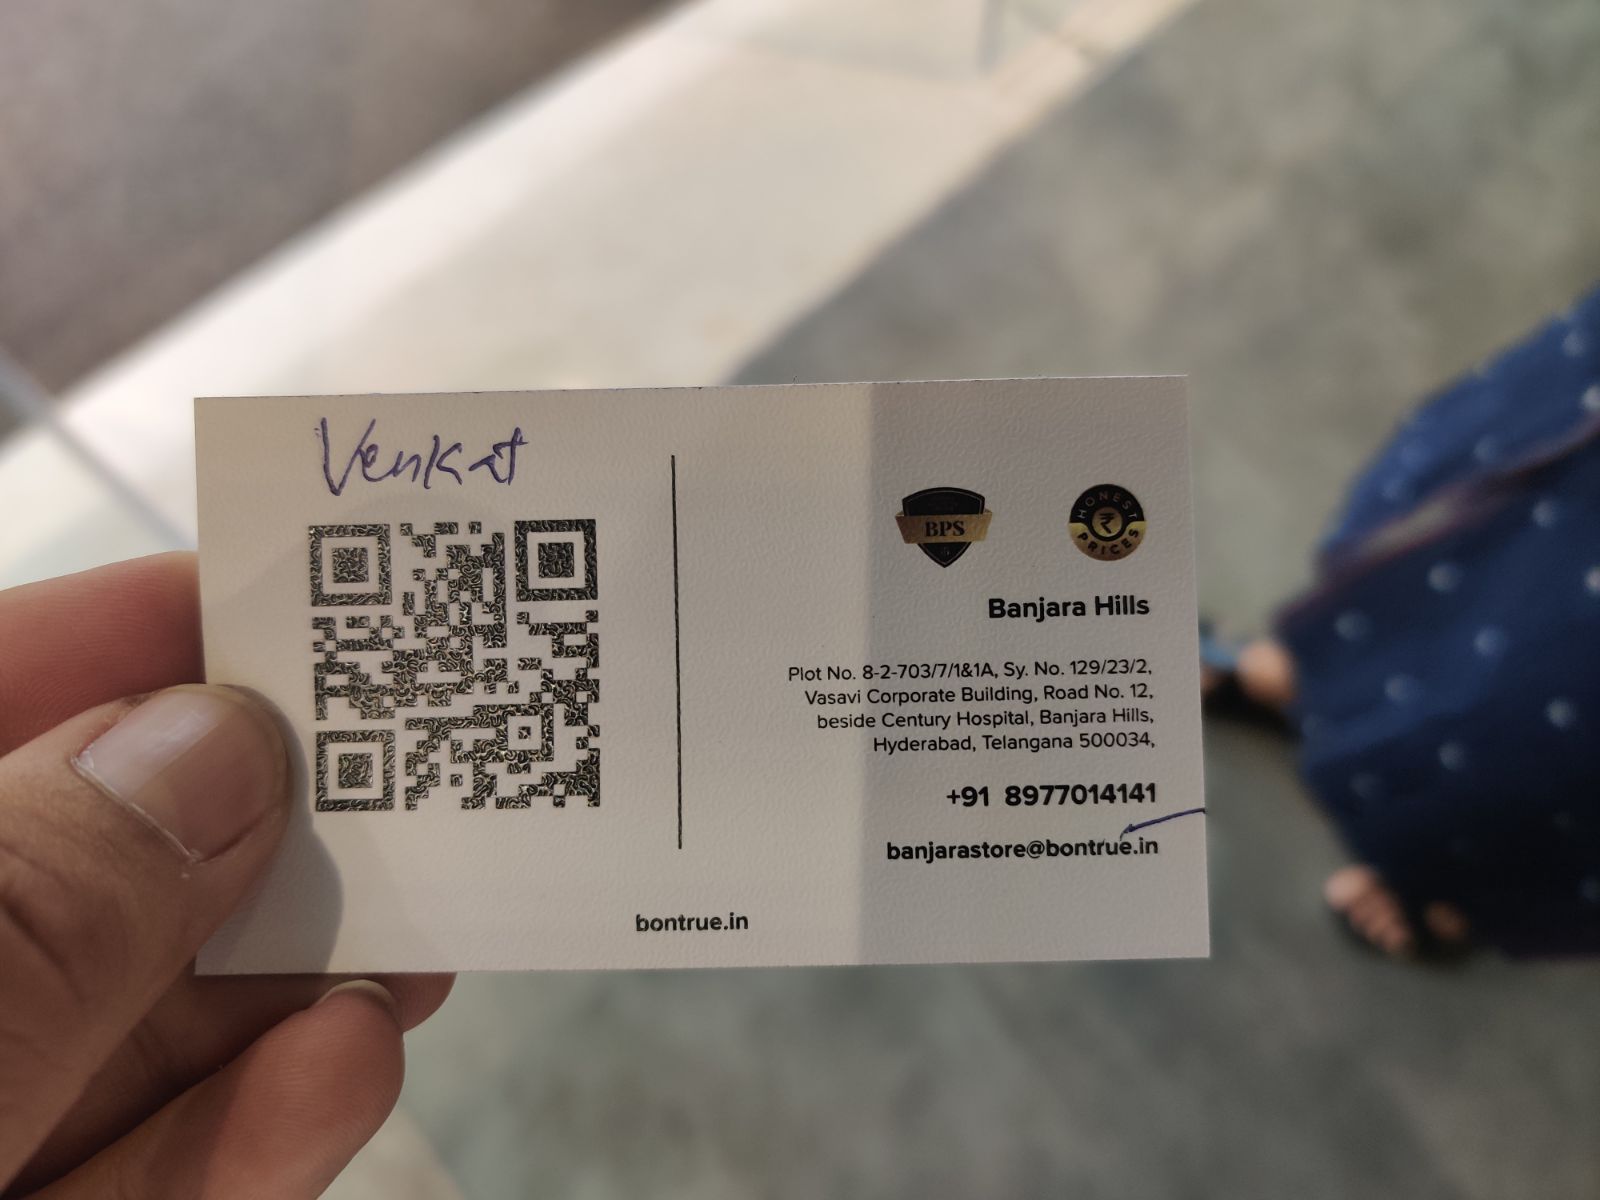 Venkat
BPS
HONEST
₹
PRICES
Banjara Hills
Plot No. 8-2-703/7/1&1A, Sy. No. 129/23/2,
Vasavi Corporate Building, Road No. 12,
beside Century Hospital, Banjara Hills,
Hyderabad, Telangana 500034,
+91 8977014141
banjarastore@bontrue.in
bontrue.in